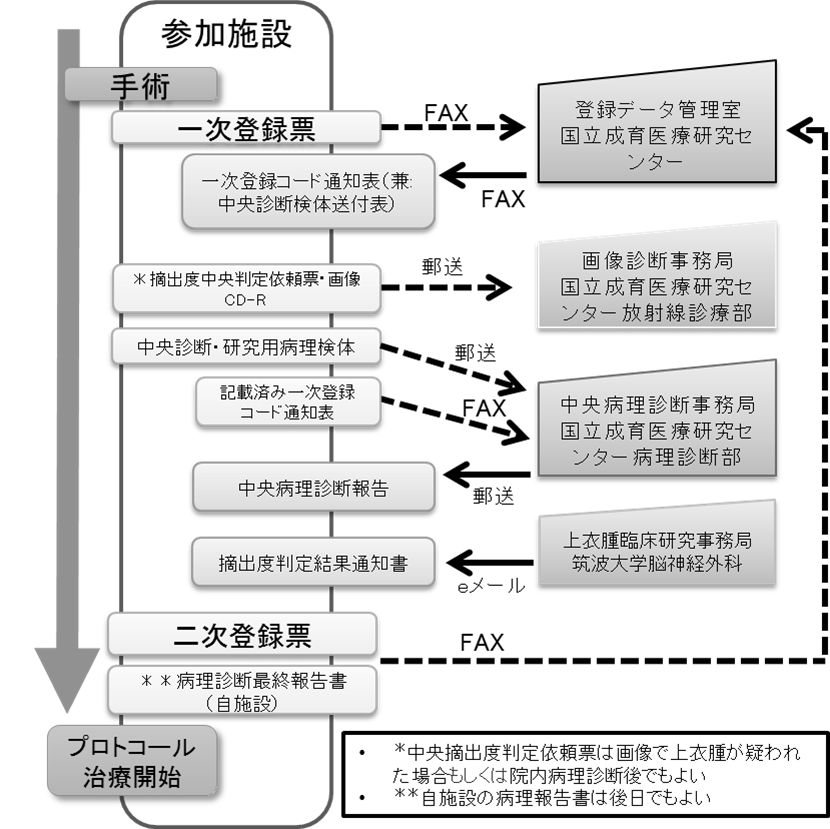 参加施設
手術
一次登録票
FAX
登録データ管理室
国立成育医療研究セ
ンター
一次登録コード通知表(兼:
中央診断検体送付表)
FAX
＊摘出度中央判定依頼票・画像
CD-R
郵送
画像診断事務局
国立成育医療研究セ
ンター放射線診療部
中央診断・研究用病理検体
郵送
記載済み一次登録
コード通知表
FAX
中央病理診断事務局
国立成育医療研究セ
ンター病理診断部
中央病理診断報告
郵送
摘出度判定結果通知書
eメール
上衣腫臨床研究事務局
筑波大学脳神経外科
二次登録票
FAX
＊＊病理診断最終報告書
（自施設）
プロトコール
治療開始
• *中央摘出度判定依頼票は画像で上衣腫が疑われ
た場合もしくは院内病理診断後でもよい
• **自施設の病理報告書は後日でもよい